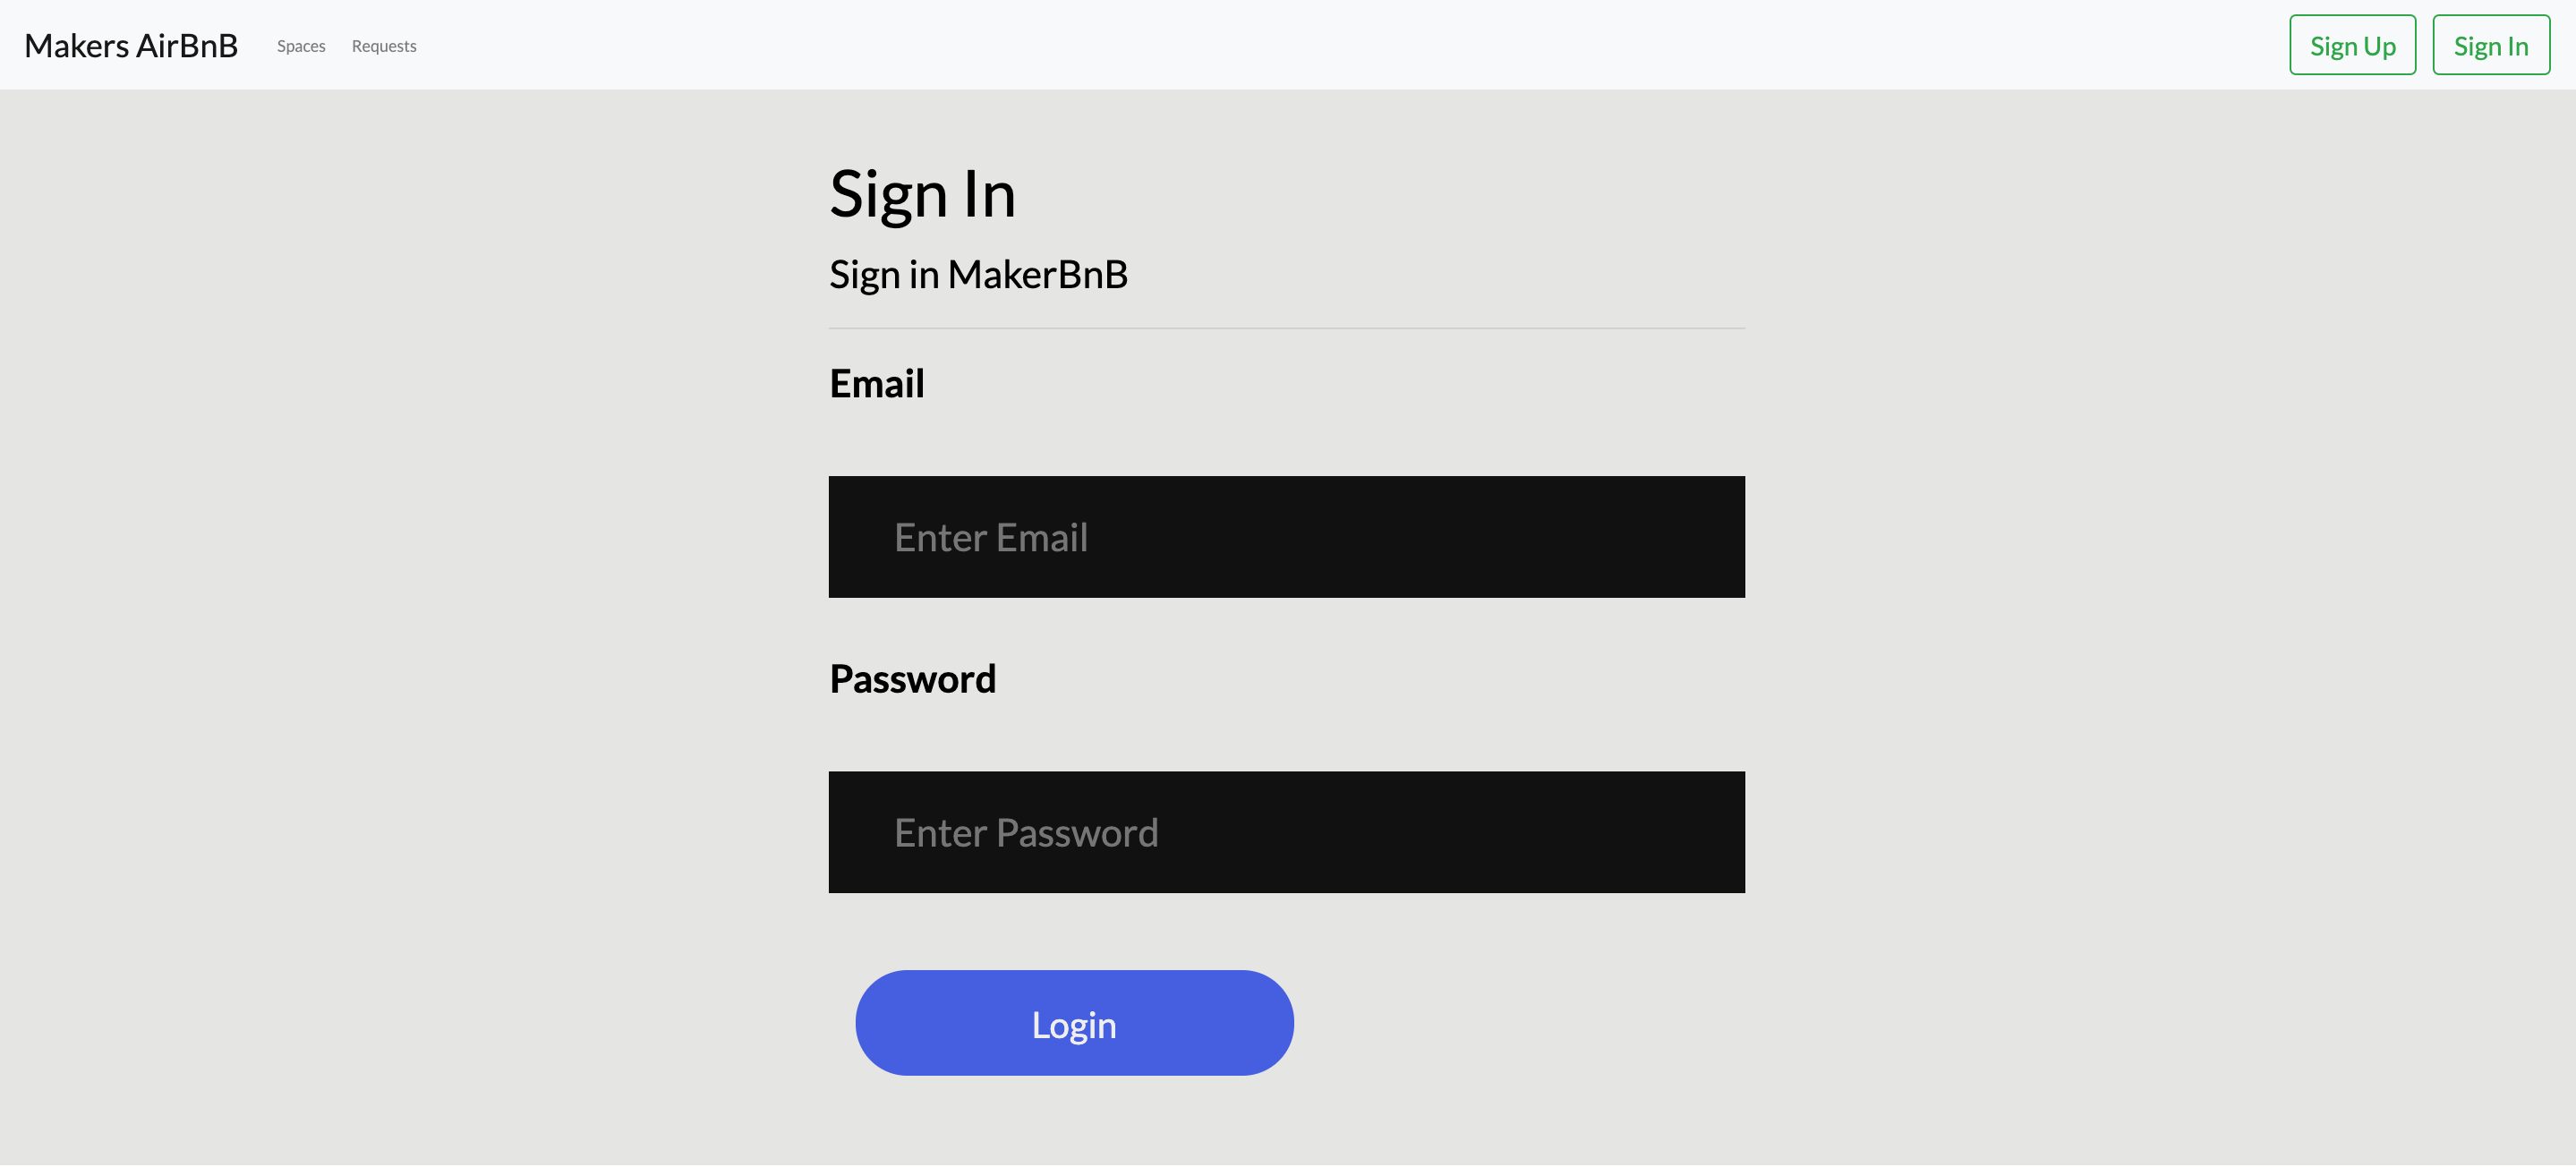 Makers AirBnB Spaces Requests Sign Up Sign In
Sign In
Sign in MakerBnB
Email
Enter Email
Password
Enter Password
Login